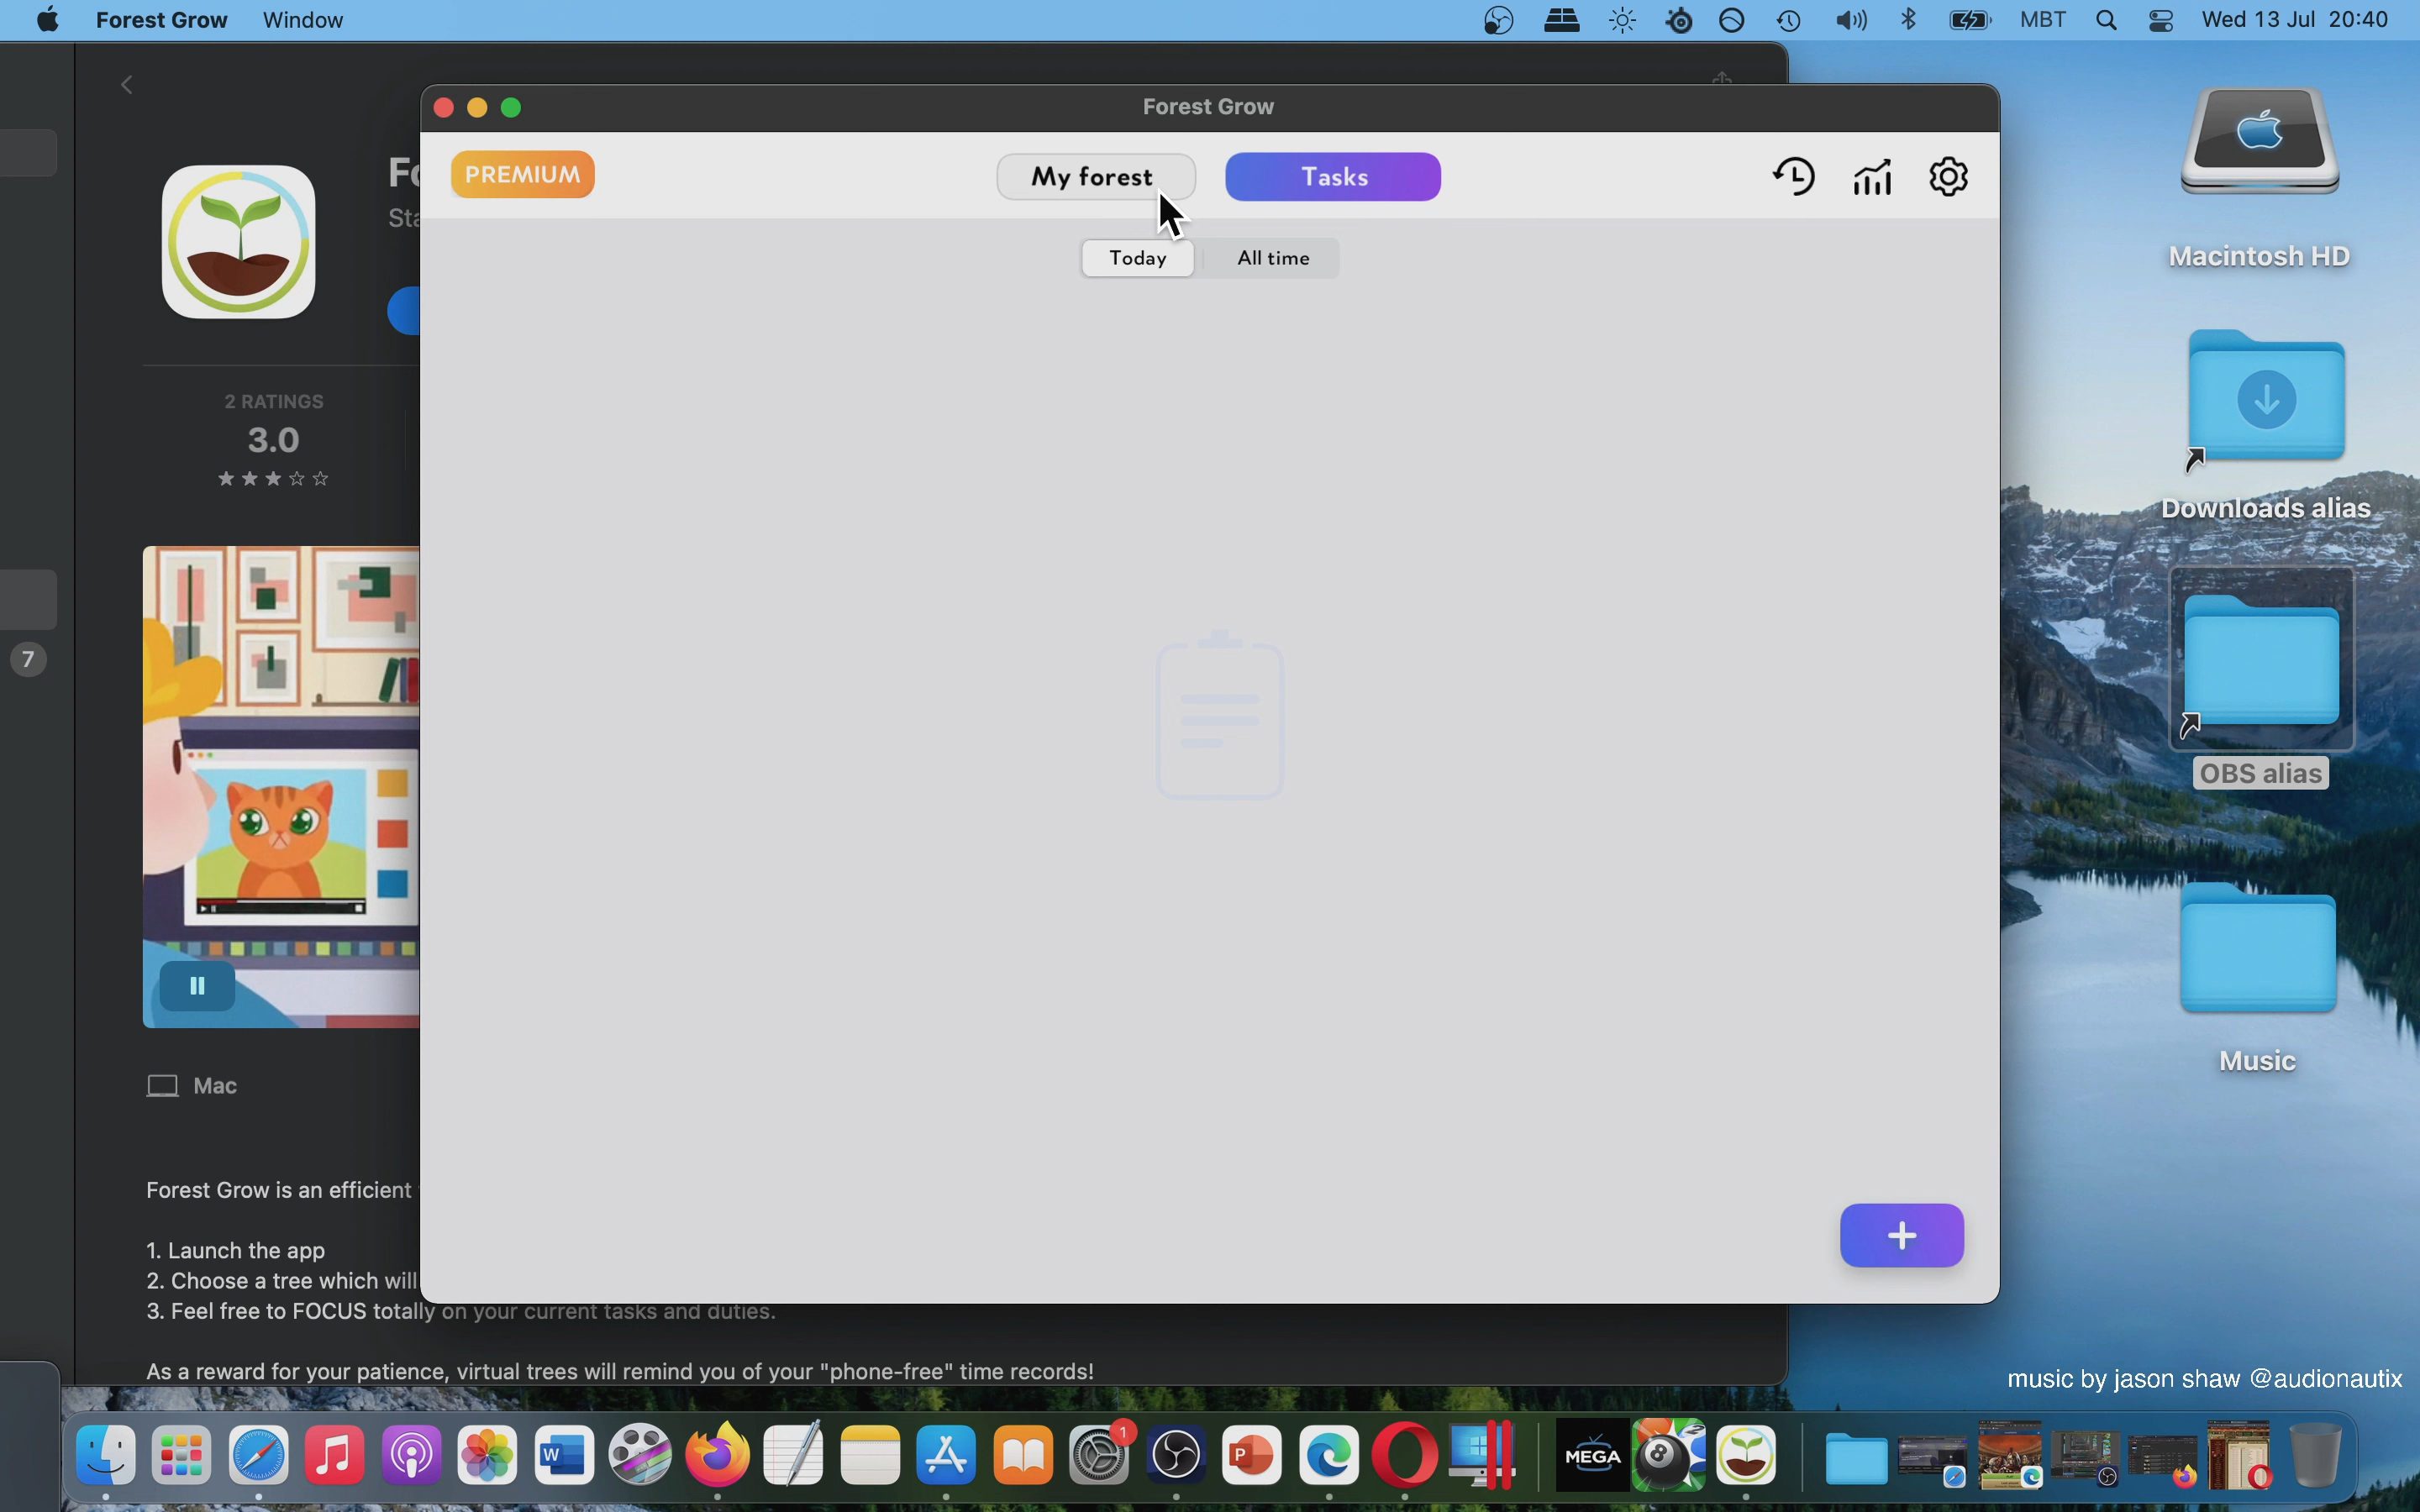 Forest Grow Window
MBT Wed 13 Jul 20:40
Forest Grow
PREMIUM
My forest
Tasks
Today
All time
2 RATINGS
3.0
7
Mac
Forest Grow is an efficient
1. Launch the app
2. Choose a tree which will
3. Feel free to FOCUS totally on your current tasks and duties.
As a reward for your patience, virtual trees will remind you of your "phone-free" time records!
+
Macintosh HD
Downloads alias
OBS alias
Music
music by jason shaw @audionautix
W
1
P
MEGA
8